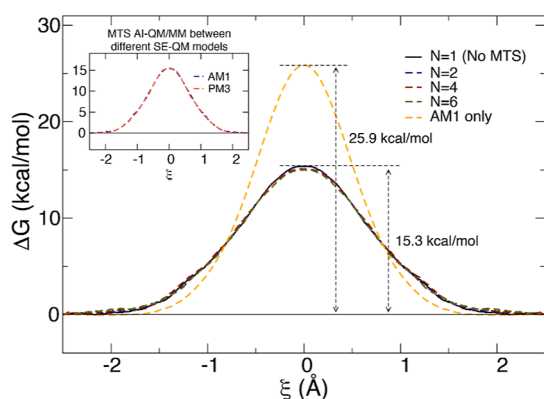 MTS AI-QM/MM between
different SE-QM models
15
10
5
0
AM1
PM3
-2
-1
0
1
2
ξ
N=1 (No MTS)
N=2
N=4
N=6
AM1 only
25.9 kcal/mol
15.3 kcal/mol
30
20
10
0
ΔG (kcal/mol)
-2
-1
0
1
2
ξ (Å)